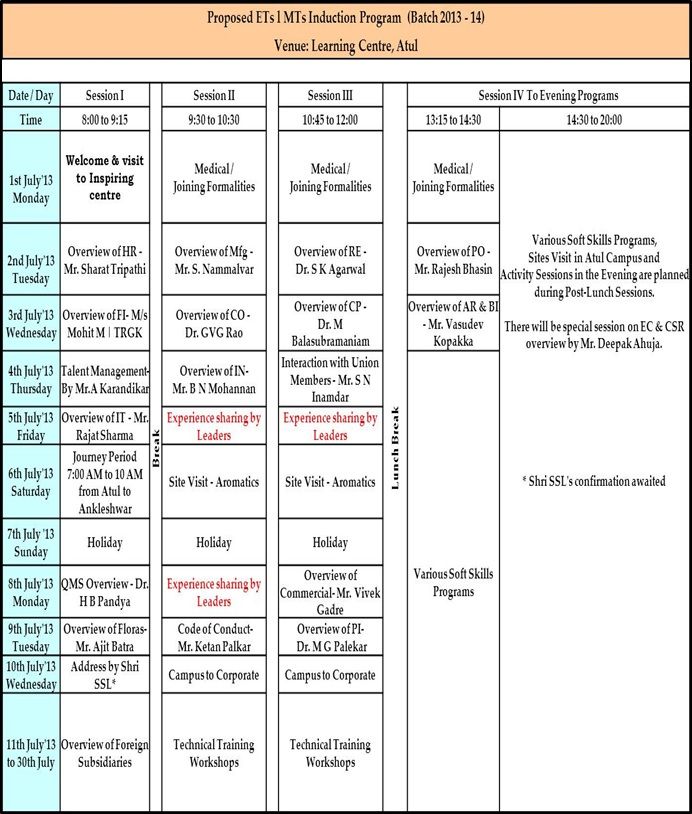 Proposed ETs l MTs Induction Program (Batch 2013 - 14)
Venue: Learning Centre, Atul
Date / Day
Session I
Session II
Session III
Session IV To Evening Programs
Time
8:00 to 9:15
9:30 to 10:30
10:45 to 12:00
13:15 to 14:30
14:30 to 20:00
1st July'13
Monday
Welcome & visit
to Inspiring
centre
Medical /
Joining Formalities
Medical /
Joining Formalities
Medical /
Joining Formalities
2nd July'13
Tuesday
Overview of HR -
Mr. Sharat Tripathi
Overview of Mfg -
Mr. S. Nammalvar
Overview of RE -
Dr. S K Agarwal
Overview of PO -
Mr. Rajesh Bhasin
Various Soft Skills Programs,
Sites Visit in Atul Campus and
Activity Sessions in the Evening are planned
during Post-Lunch Sessions.
There will be special session on EC & CSR
overview by Mr. Deepak Ahuja.
3rd July'13
Wednesday
Overview of FI- M/s
Mohit M | TRGK
Overview of CO -
Dr. GVG Rao
Overview of CP -
Dr. M
Balasubramaniam
Overview of AR & BI
- Mr. Vasudev
Kopakka
4th July'13
Thursday
Talent Management-
By Mr.A Karandikar
Overview of IN-
Mr. B N Mohannan
Interaction with Union
Members - Mr. S N
Inamdar
5th July'13
Friday
Overview of IT - Mr.
Rajat Sharma
Break
Experience sharing by
Leaders
Experience sharing by
Leaders
Lunch Break
6th July'13
Saturday
Journey Period
7:00 AM to 10 AM
from Atul to
Ankleshwar
Site Visit - Aromatics
Site Visit - Aromatics
* Shri SSL's confirmation awaited
7th July '13
Sunday
Holiday
Holiday
Holiday
8th July'13
Monday
QMS Overview - Dr.
H B Pandya
Experience sharing by
Leaders
Overview of
Commercial- Mr. Vivek
Gadre
Various Soft Skills
Programs
9th July'13
Tuesday
Overview of Floras-
Mr. Ajit Batra
Code of Conduct-
Mr. Ketan Palkar
Overview of PI-
Dr. M G Palekar
10th July'13
Wednesday
Address by Shri
SSL*
Campus to Corporate
Campus to Corporate
11th July'13
to 30th July
Overview of Foreign
Subsidiaries
Technical Training
Workshops
Technical Training
Workshops